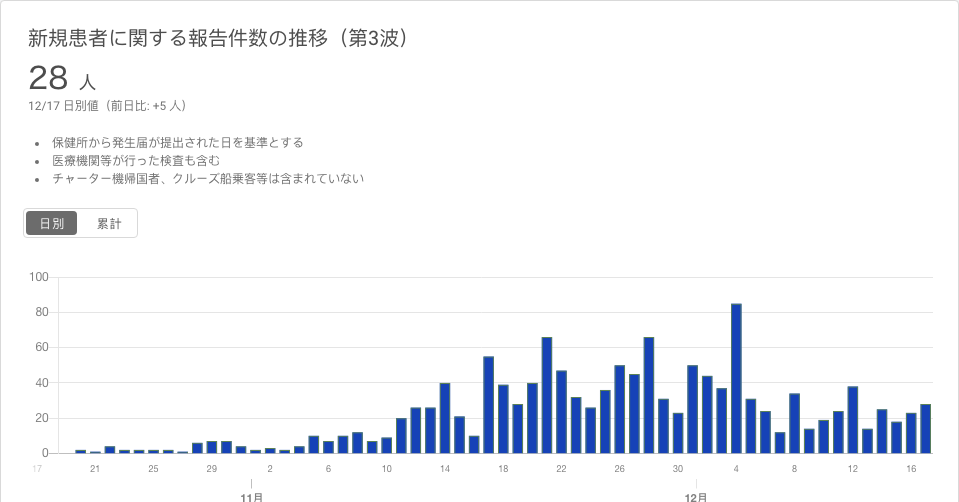 新規患者に関する報告件数の推移（第3波）
28 人
12/17 日別値（前日比: +5 人）
保健所から発生届が提出された日を基準とする
医療機関等が行った検査も含む
チャーター機帰国者、クルーズ船乗客等は含まれていない
日別 累計
100
80
60
40
20
0
17 21 25 29 2 6 10 14 18 22 26 30 4 8 12 16
11月 12月